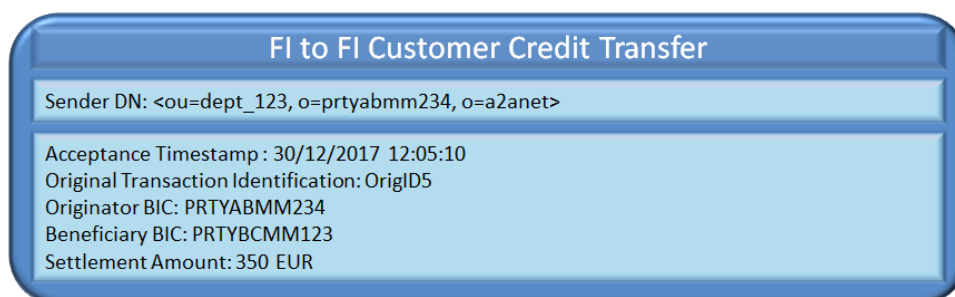 FI to FI Customer Credit Transfer
Sender DN: <ou=dept_123, o=prtyabmm234, o=a2anet>
Acceptance Timestamp : 30/12/2017 12:05:10
Original Transaction Identification: OrigID5
Originator BIC: PRTYABMM234
Beneficiary BIC: PRTYBCMM123
Settlement Amount: 350 EUR